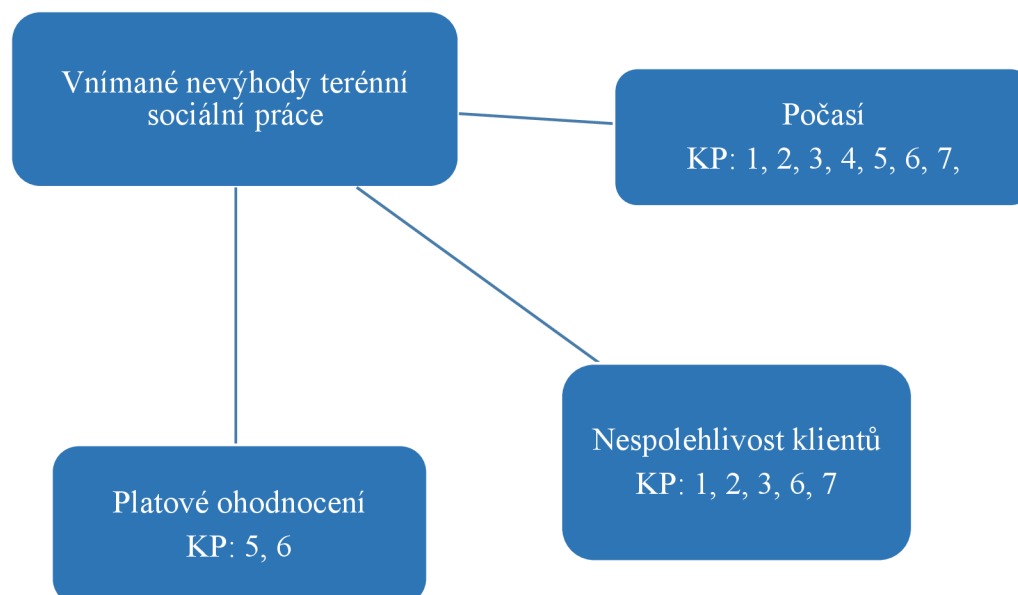 Vnímané nevýhody terénní
sociální práce
Počasí
KP: 1, 2, 3, 4, 5, 6, 7,
Nespolehlivost klientů
KP: 1, 2, 3, 6, 7
Platové ohodnocení
KP: 5, 6